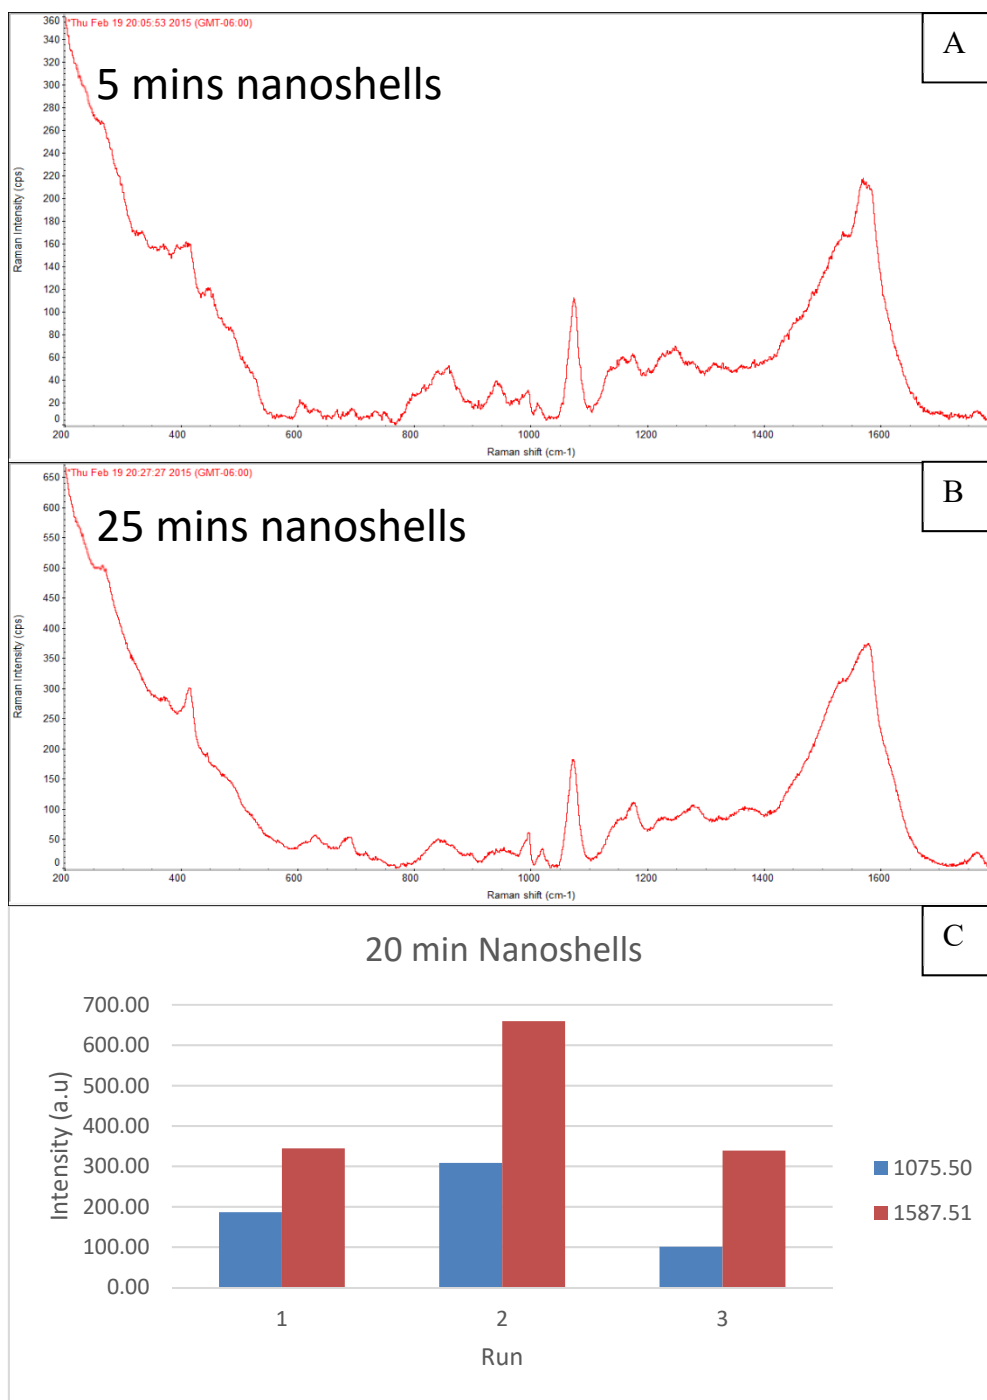 *Thu Feb 19 20:05:53 2015 (GMT-06:00)
A
5 mins nanoshells
360
340
320
300
280
260
240
220
200
180
160
140
120
100
80
60
40
20
0
Raman Intensity (cps)
200 400 600 800 1000 1200 1400 1600
Raman shift (cm-1)
*Thu Feb 19 20:27:27 2015 (GMT-06:00)
B
25 mins nanoshells
650
600
550
500
450
400
350
300
250
200
150
100
50
0
Raman Intensity (cps)
200 400 600 800 1000 1200 1400 1600
Raman shift (cm-1)
C
20 min Nanoshells
700.00
600.00
500.00
400.00
300.00
200.00
100.00
0.00
Intensity (a.u)
1 2 3
Run
1075.50
1587.51